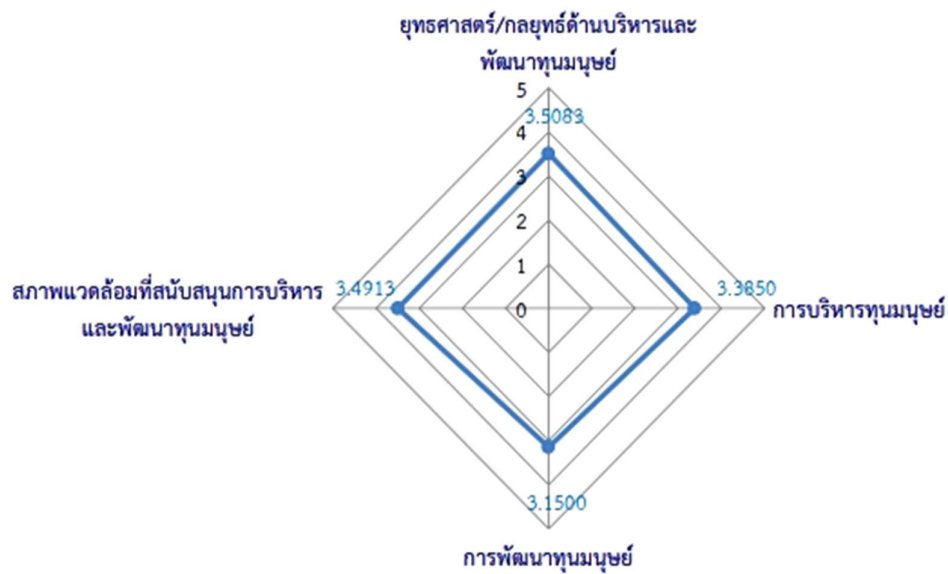 ยุทธศาสตร์/กลยุทธ์ด้านบริหารและ
พัฒนาทุนมนุษย์
5
3.5083
4
3
2
1
0
สภาพแวดล้อมที่สนับสนุนการบริหาร
และพัฒนาทุนมนุษย์
3.4913
3.3850
การบริหารทุนมนุษย์
3.1500
การพัฒนาทุนมนุษย์